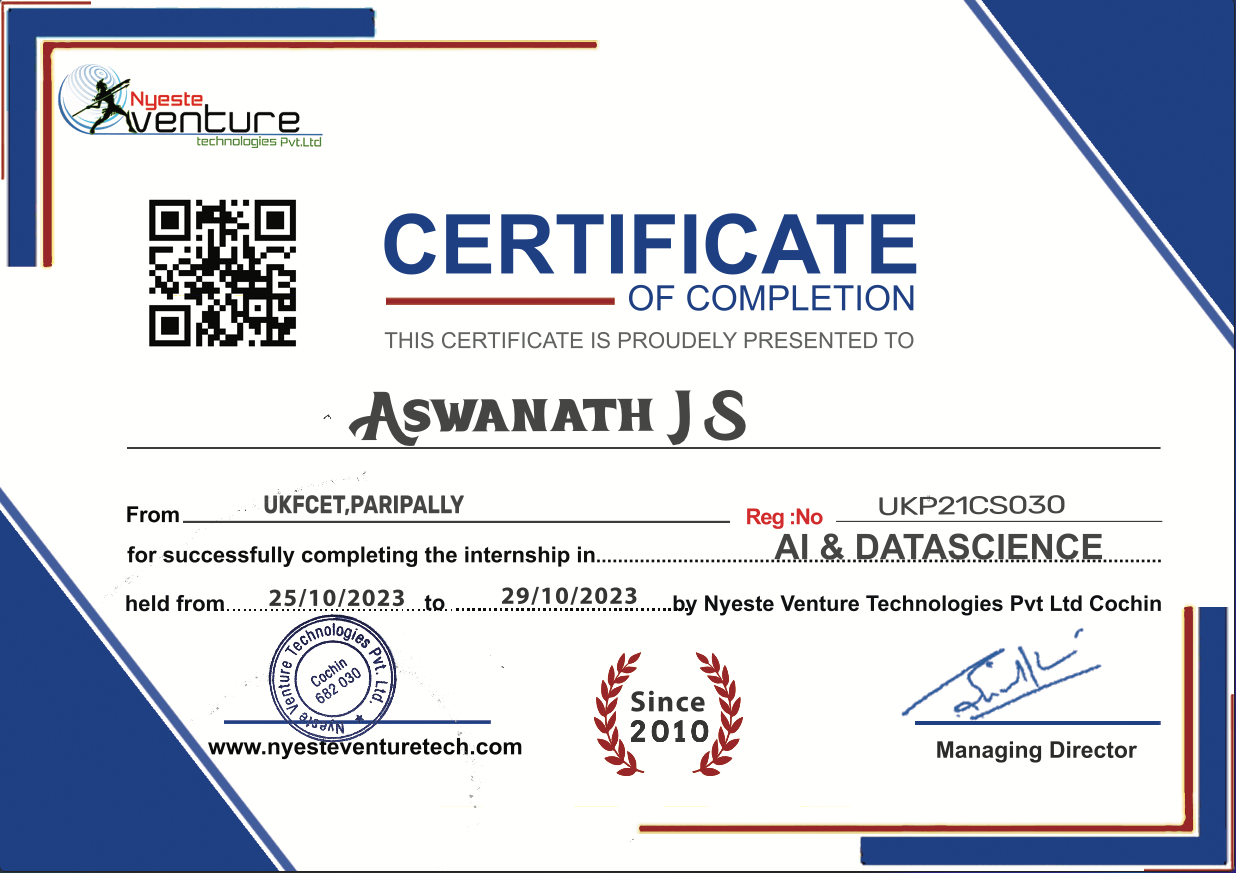 Nyeste
venture
technologies Pvt.Ltd
CERTIFICATE
OF COMPLETION
THIS CERTIFICATE IS PROUDELY PRESENTED TO
ASWANATH J S
From UKFCET,PARIPALLY Reg :No UKP21CS030
for successfully completing the internship in AI & DATASCIENCE
held from 25/10/2023 to 29/10/2023 by Nyeste Venture Technologies Pvt Ltd Cochin
Nyeste Venture Technologies Pvt. Ltd.
Cochin
682 030
www.nyesteventuretech.com
Since
2010
Managing Director